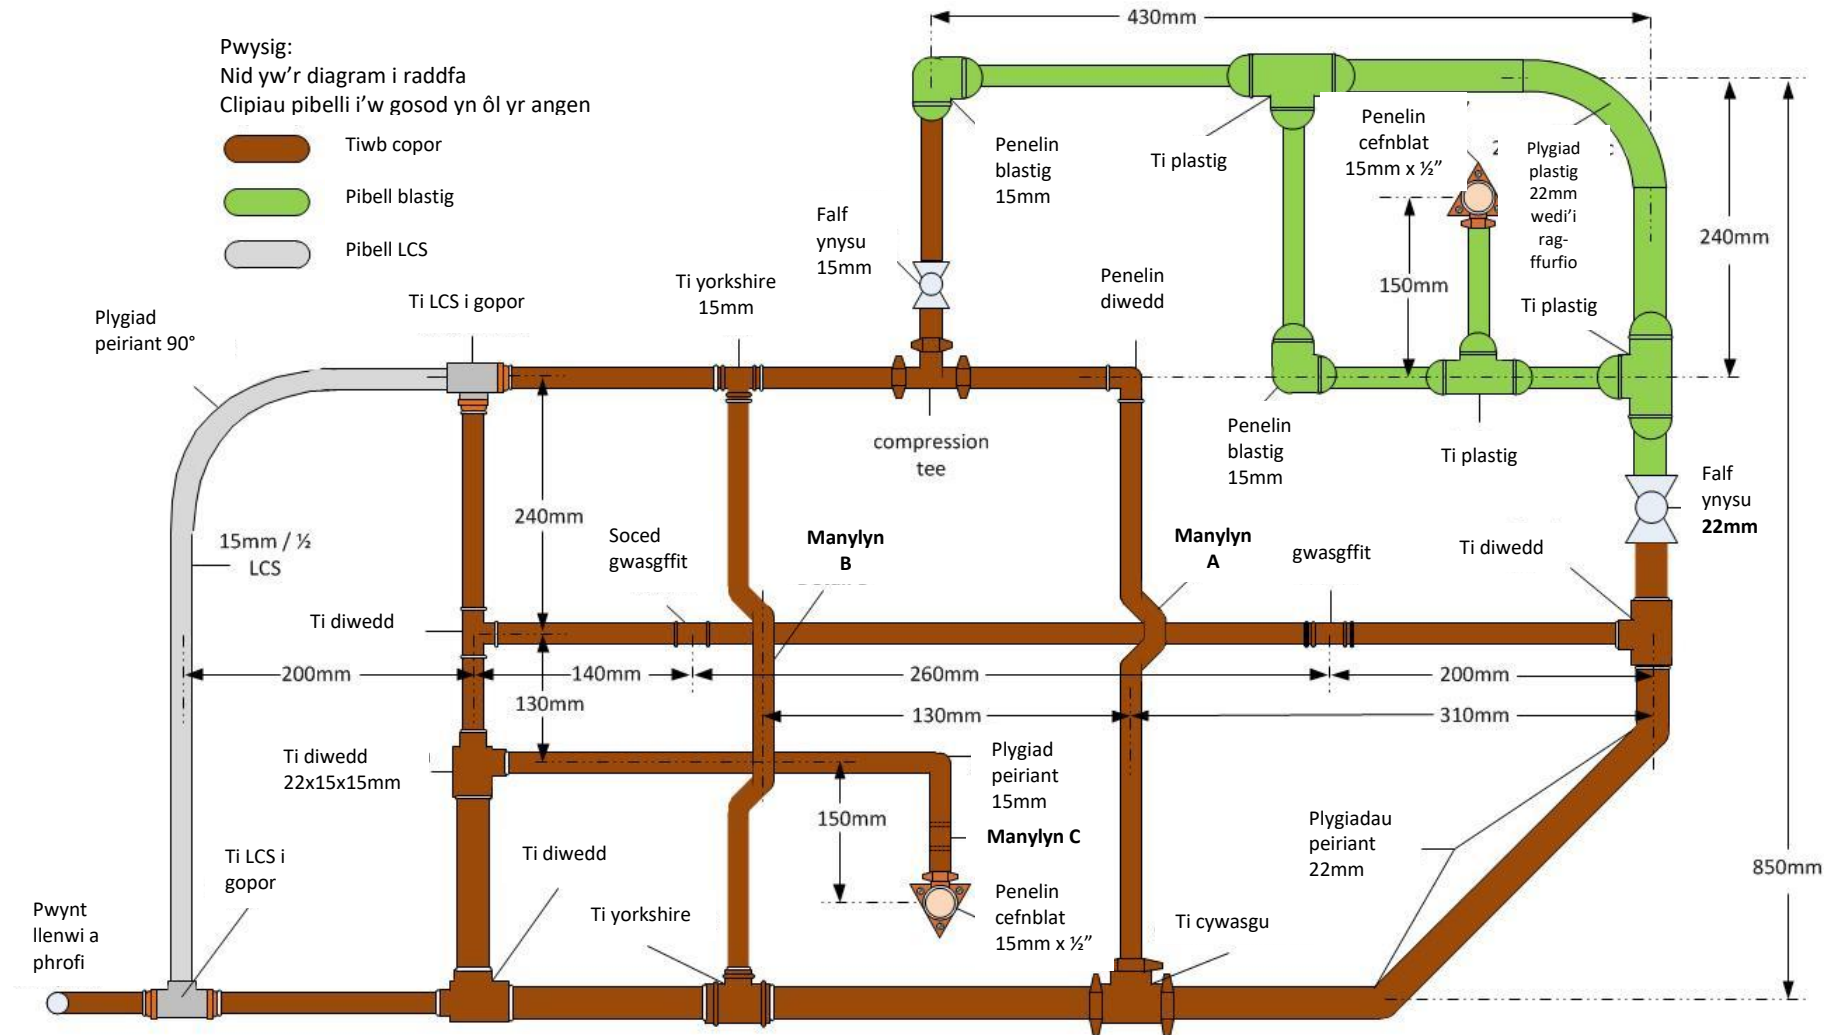 430mm
Pwysig:
Nid yw’r diagram i raddfa
Clipiau pibelli i’w gosod yn ôl yr angen
Tiwb copor
Pibell blastig
Pibell LCS
Penelin
blastig
15mm
Ti plastig
Penelin
cefnblat
15mm x ½”
Plygiad
plastig
22mm
wedi’i
rag-
ffurfio
240mm
150mm
Ti plastig
Falf
ynysu
15mm
Penelin
diwedd
Ti yorkshire
15mm
Ti LCS i gopor
Plygiad
peiriant 90°
compression
tee
Penelin
blastig
15mm
Ti plastig
Falf
ynysu
22mm
240mm
15mm / ½
LCS
Soced
gwasgffit
Manylyn
B
Manylyn
A
gwasgffit
Ti diwedd
Ti diwedd
200mm
140mm
260mm
200mm
130mm
130mm
310mm
Ti diwedd
22x15x15mm
Plygiad
peiriant
15mm
150mm
Manylyn C
Plygiadau
peiriant
22mm
850mm
Ti LCS i
gopor
Ti diwedd
Penelin
cefnblat
15mm x ½”
Ti yorkshire
Ti cywasgu
Pwynt
llenwi a
phrofi